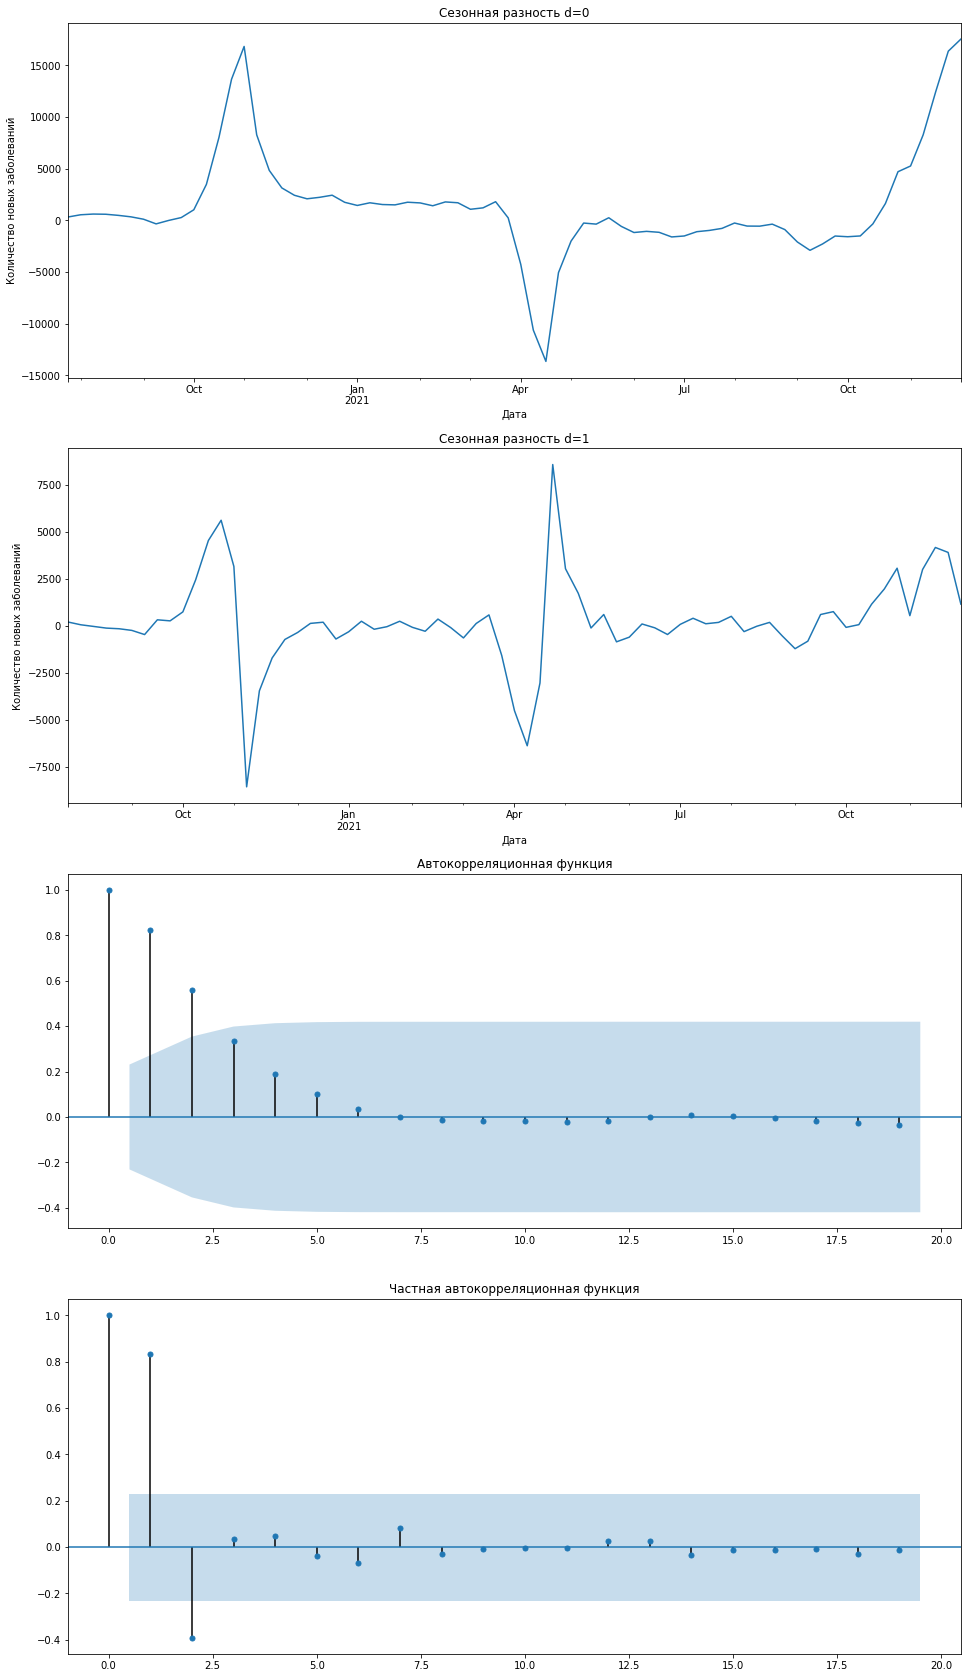 Сезонная разность d=0
Количество новых заболеваний
15000
10000
5000
0
−5000
−10000
−15000
Oct
Jan
2021
Apr
Jul
Oct
Дата
Сезонная разность d=1
Количество новых заболеваний
7500
5000
2500
0
−2500
−5000
−7500
Oct
Jan
2021
Apr
Jul
Oct
Дата
Автокорреляционная функция
1.0
0.8
0.6
0.4
0.2
0.0
−0.2
−0.4
0.0 2.5 5.0 7.5 10.0 12.5 15.0 17.5 20.0
Частная автокорреляционная функция
1.0
0.8
0.6
0.4
0.2
0.0
−0.2
−0.4
0.0 2.5 5.0 7.5 10.0 12.5 15.0 17.5 20.0